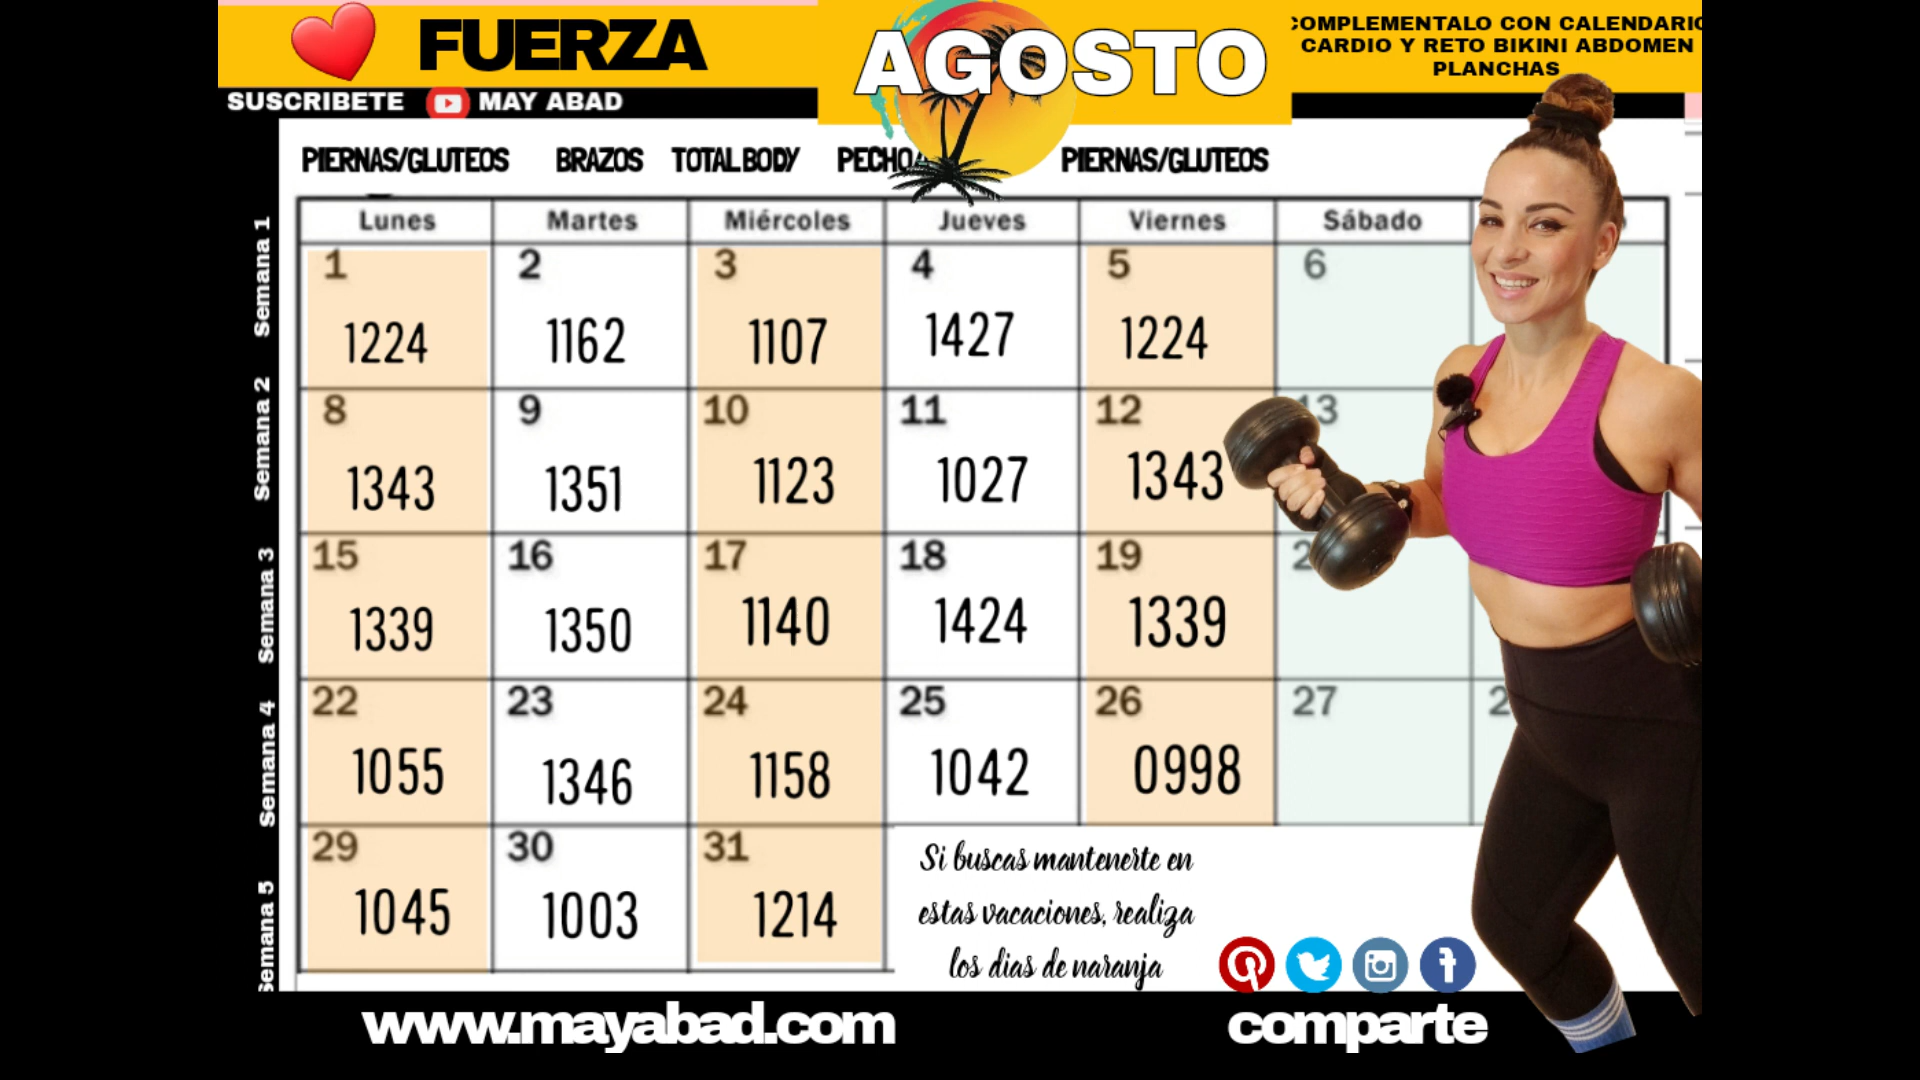 FUERZA
AGOSTO
COMPLEMENTALO CON CALENDARIO
CARDIO Y RETO BIKINI ABDOMEN
PLANCHAS
SUSCRIBETE MAY ABAD
PIERNAS/GLUTEOS BRAZOS TOTAL BODY PECHO/ PIERNAS/GLUTEOS
Lunes Martes Miércoles Jueves Viernes Sábado
Semana 1
1 2 3 4 5 6
1224 1162 1107 1427 1224
Semana 2
8 9 10 11 12 13
1343 1351 1123 1027 1343
Semana 3
15 16 17 18 19
1339 1350 1140 1424 1339
Semana 4
22 23 24 25 26 27
1055 1346 1158 1042 0998
Semana 5
29 30 31
1045 1003 1214
Si buscas mantenerte en
estas vacaciones, realiza
los dias de naranja
www.mayabad.com
comparte